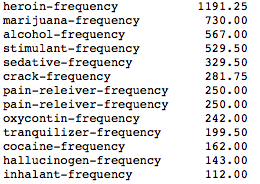 heroin-frequency 1191.25
marijuana-frequency 730.00
alcohol-frequency 567.00
stimulant-frequency 529.50
sedative-frequency 329.50
crack-frequency 281.75
pain-releiver-frequency 250.00
pain-releiver-frequency 250.00
oxycontin-frequency 242.00
tranquilizer-frequency 199.50
cocaine-frequency 162.00
hallucinogen-frequency 143.00
inhalant-frequency 112.00